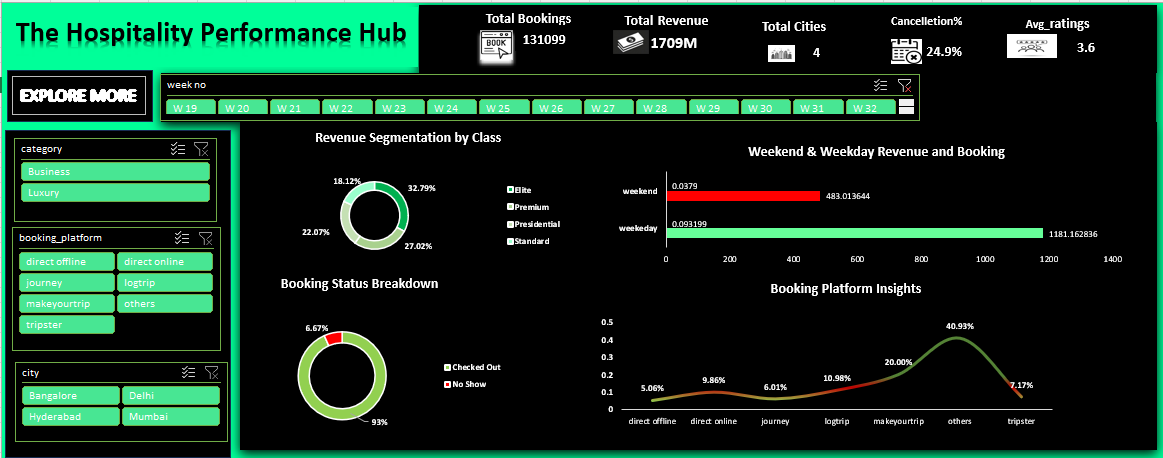 The Hospitality Performance Hub
Total Bookings
131099
Total Revenue
1709M
Total Cities
4
Cancelletion%
24.9%
Avg_ratings
3.6
BOOK
EXPLORE MORE
week no
W 19 W 20 W 21 W 22 W 23 W 24 W 25 W 26 W 27 W 28 W 29 W 30 W 31 W 32
category
Business
Luxury
booking_platform
direct offline direct online
journey logtrip
makeyourtrip others
tripster
city
Bangalore Delhi
Hyderabad Mumbai
Revenue Segmentation by Class
18.12% 32.79%
22.07% 27.02%
Elite
Premium
Presidential
Standard
Weekend & Weekday Revenue and Booking
weekend 0.0379 483.013644
weekeday 0.093199 1181.162836
0 200 400 600 800 1000 1200 1400
Booking Status Breakdown
6.67%
93%
Checked Out
No Show
Booking Platform Insights
0.5
0.4
0.3
0.2
0.1
0
5.06% 9.86% 6.01% 10.98% 20.00% 40.93% 7.17%
direct offline direct online journey logtrip makeyourtrip others tripster